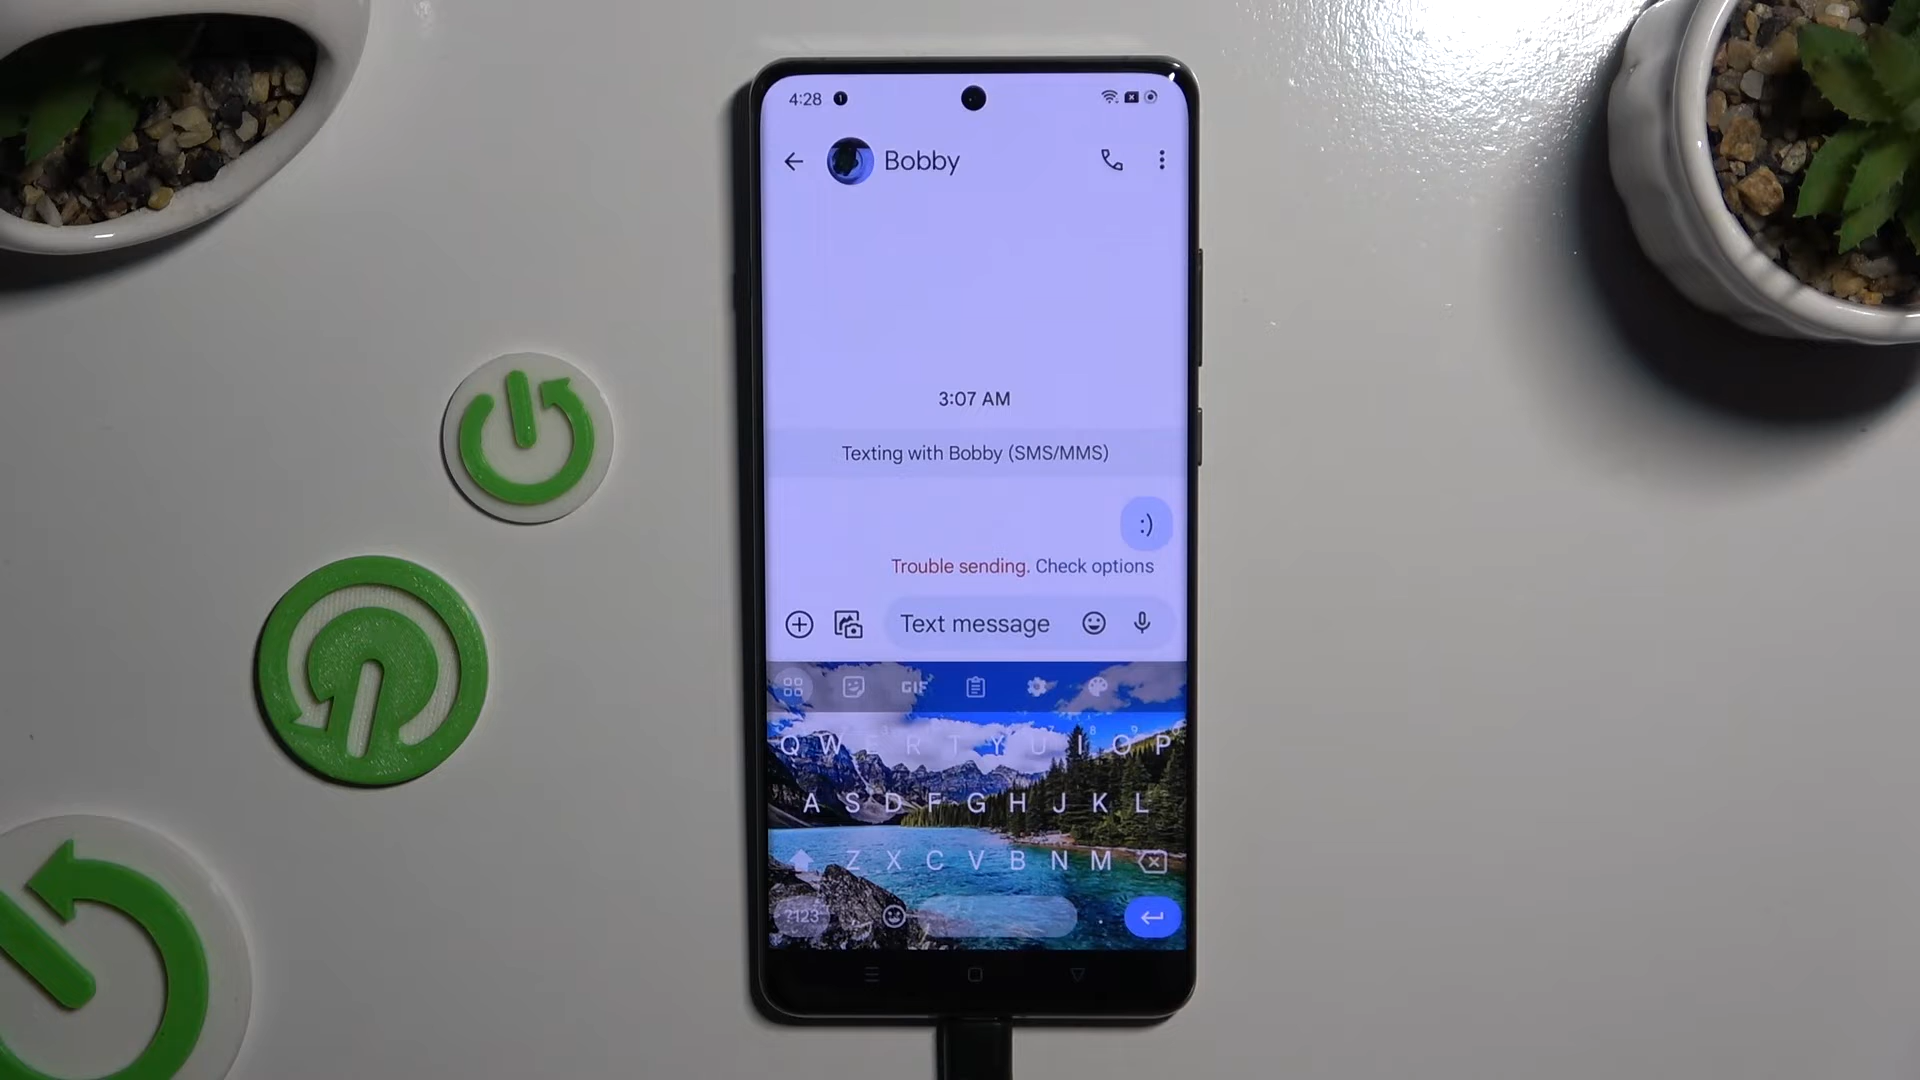 4:28
Bobby
3:07 AM
Texting with Bobby (SMS/MMS)
:)
Trouble sending. Check options
Text message
GIF
Q W E R T Y U I O P
A S D F G H J K L
Z X C V B N M
?123 , .